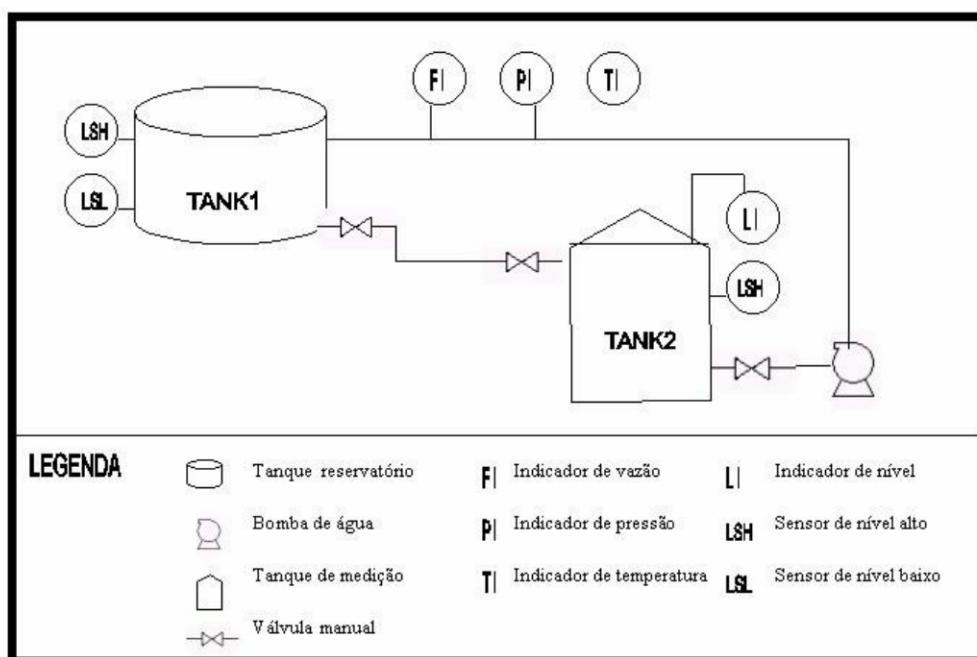 FI PI TI
LSH
LSL
TANK1
LI
LSH
TANK2
LEGENDA
Tanque reservatório
Bomba de água
Tanque de medição
Válvula manual
FI Indicador de vazão
PI Indicador de pressão
TI Indicador de temperatura
LI Indicador de nível
LSH Sensor de nível alto
LSL Sensor de nível baixo